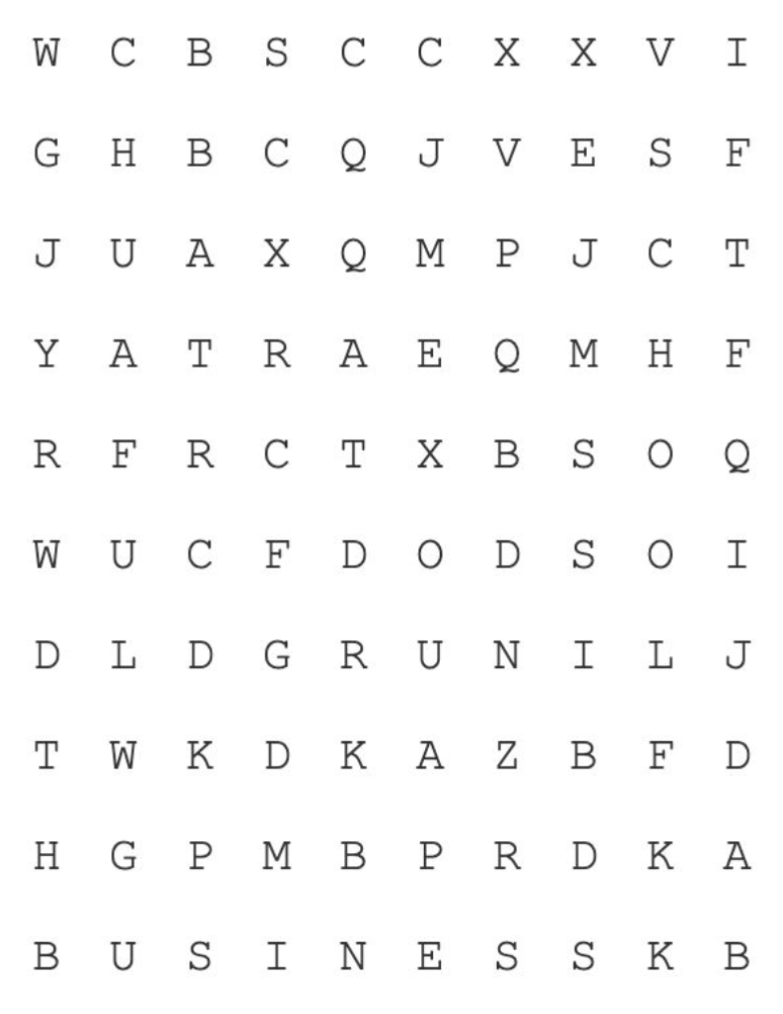 W C B S C C X X V I
G H B C Q J V E S F
J U A X Q M P J C T
Y A T R A E Q M H F
R F R C T X B S O Q
W U C F D O D S O I
D L D G R U N I L J
T W K D K A Z B F D
H G P M B P R D K A
B U S I N E S S K B